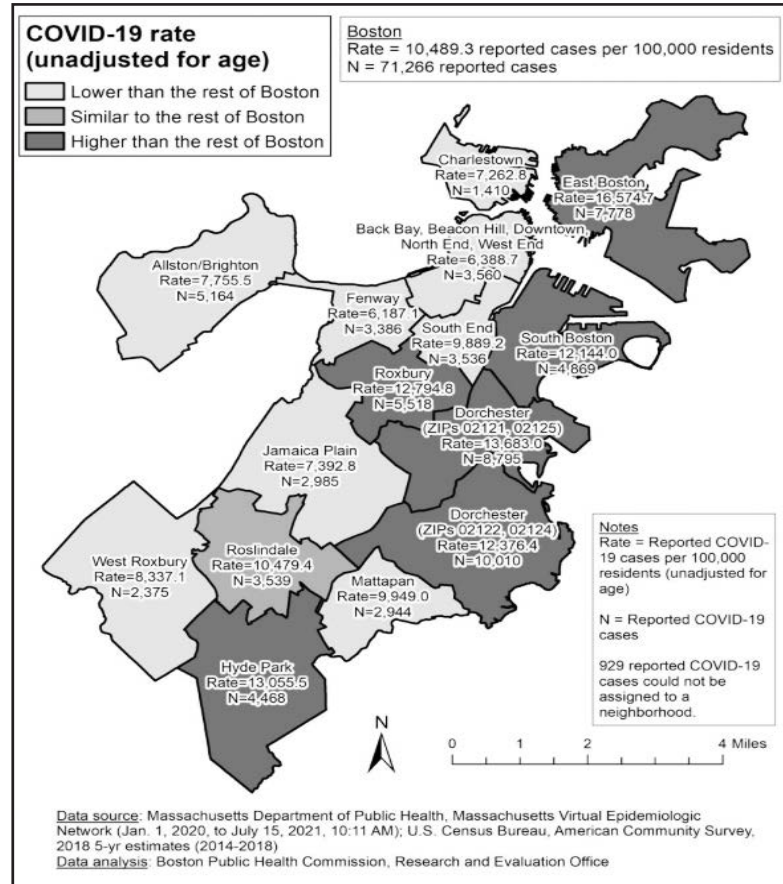 COVID-19 rate
(unadjusted for age)
Lower than the rest of Boston
Similar to the rest of Boston
Higher than the rest of Boston
Boston
Rate = 10,489.3 reported cases per 100,000 residents
N = 71,266 reported cases
Charlestown
Rate=7,262.8
N=1,410
East Boston
Rate=16,574.7
N=7,778
Back Bay, Beacon Hill, Downtown,
North End, West End
Rate=6,388.7
N=3,560
Allston/Brighton
Rate=7,755.5
N=5,164
Fenway
Rate=6,187.1
N=3,386
South End
Rate=9,889.2
N=3,536
South Boston
Rate=12,144.0
N=4,869
Roxbury
Rate=12,794.8
N=5,518
Dorchester
(ZIPs 02121, 02125)
Rate=13,683.0
N=8,795
Jamaica Plain
Rate=7,392.8
N=2,985
Dorchester
(ZIPs 02122, 02124)
Rate=12,376.4
N=10,010
West Roxbury
Rate=8,337.1
N=2,375
Roslindale
Rate=10,479.4
N=3,539
Mattapan
Rate=9,949.0
N=2,944
Hyde Park
Rate=13,055.5
N=4,468
Notes
Rate = Reported COVID-
19 cases per 100,000
residents (unadjusted for
age)
N = Reported COVID-19
cases
929 reported COVID-19
cases could not be
assigned to a
neighborhood.
N
0 1 2 4 Miles
Data source: Massachusetts Department of Public Health, Massachusetts Virtual Epidemiologic
Network (Jan. 1, 2020, to July 15, 2021, 10:11 AM); U.S. Census Bureau, American Community Survey,
2018 5-yr estimates (2014-2018)
Data analysis: Boston Public Health Commission, Research and Evaluation Office